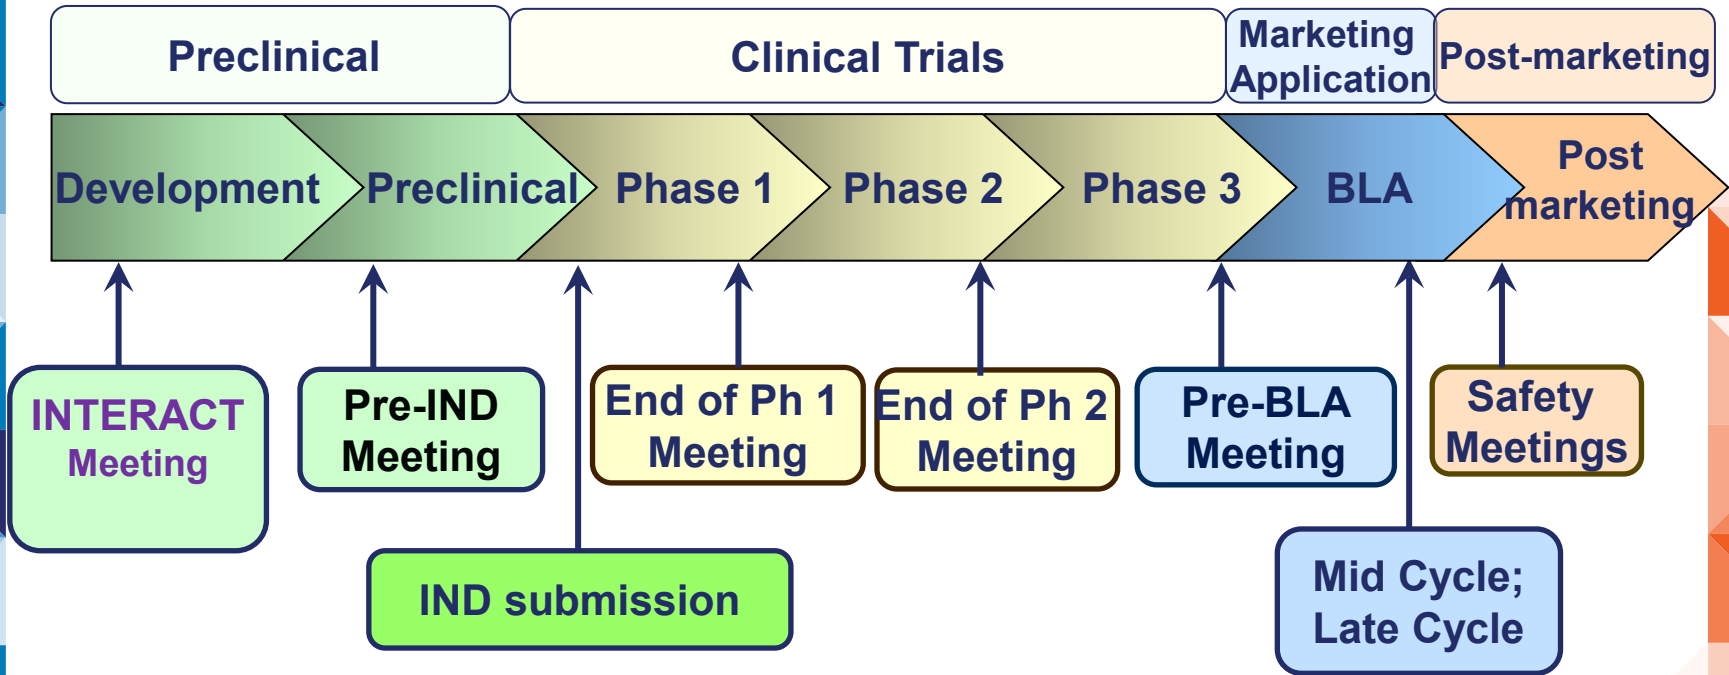 Preclinical
Clinical Trials
Marketing
Application
Post-marketing
Development
Preclinical
Phase 1
Phase 2
Phase 3
BLA
Post
marketing
INTERACT
Meeting
Pre-IND
Meeting
End of Ph 1
Meeting
End of Ph 2
Meeting
Pre-BLA
Meeting
Safety
Meetings
IND submission
Mid Cycle;
Late Cycle